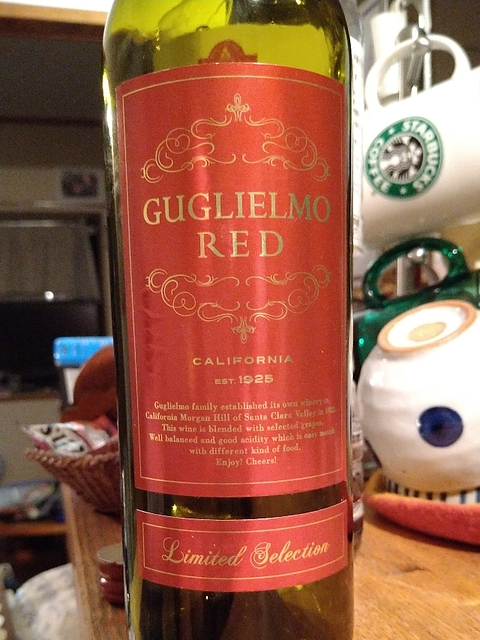 GUGLIELMO
RED
CALIFORNIA
EST. 1925
Guglielmo family established its own winery in
California Morgan Hill of Santa Clara Valley in 1925.
This wine is blended with selected grapes.
Well balanced and good acidity which is easy match
with different kind of food.
Enjoy! Cheers!
Limited Selection
STARBUCKS
COFFEE